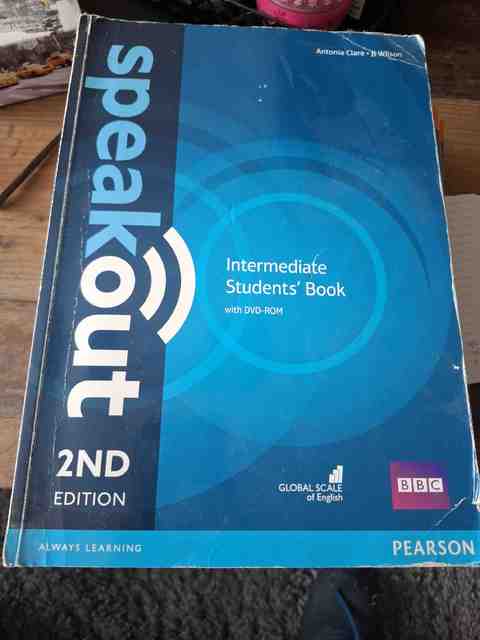 Antonia Clare • JJ Wilson
speakout
Intermediate
Students' Book
with DVD-ROM
2ND
EDITION
GLOBAL SCALE
of English
BBC
ALWAYS LEARNING
PEARSON